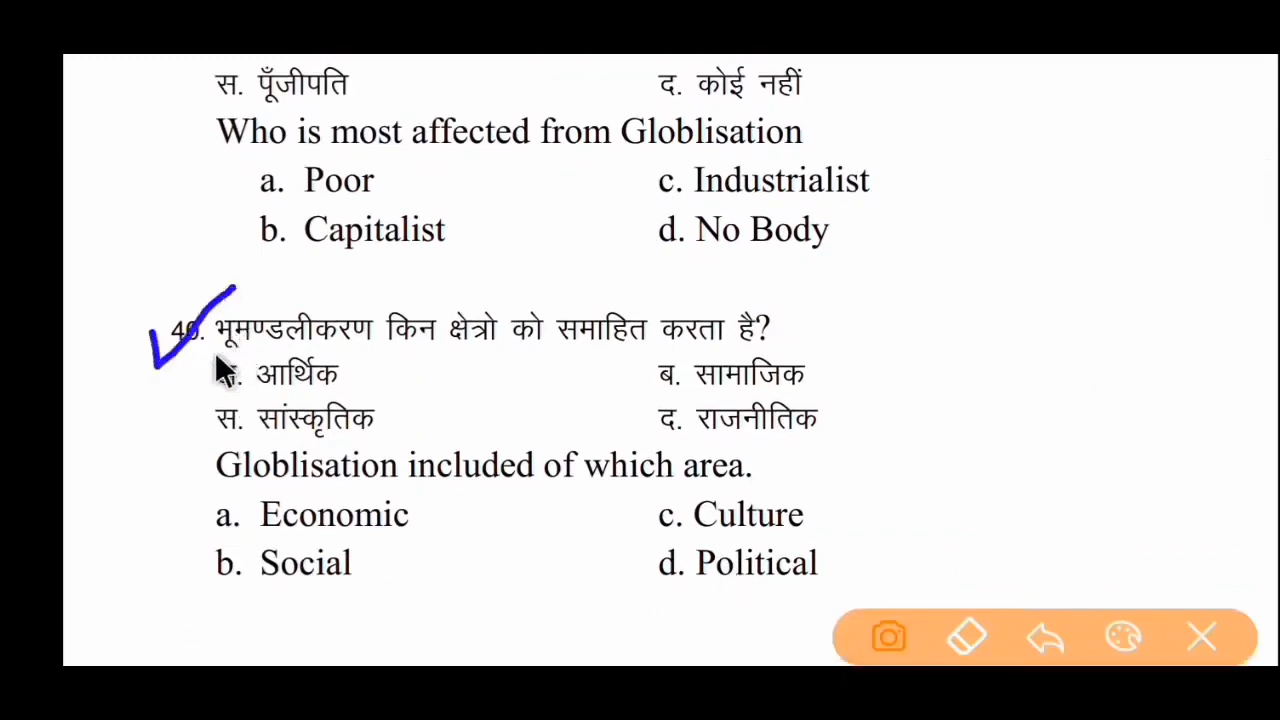 स. पूँजीपति द. कोई नहीं
Who is most affected from Globlisation
a. Poor c. Industrialist
b. Capitalist d. No Body
46. भूमण्डलीकरण किन क्षेत्रो को समाहित करता है?
आर्थिक ब. सामाजिक
स. सांस्कृतिक द. राजनीतिक
Globlisation included of which area.
a. Economic c. Culture
b. Social d. Political